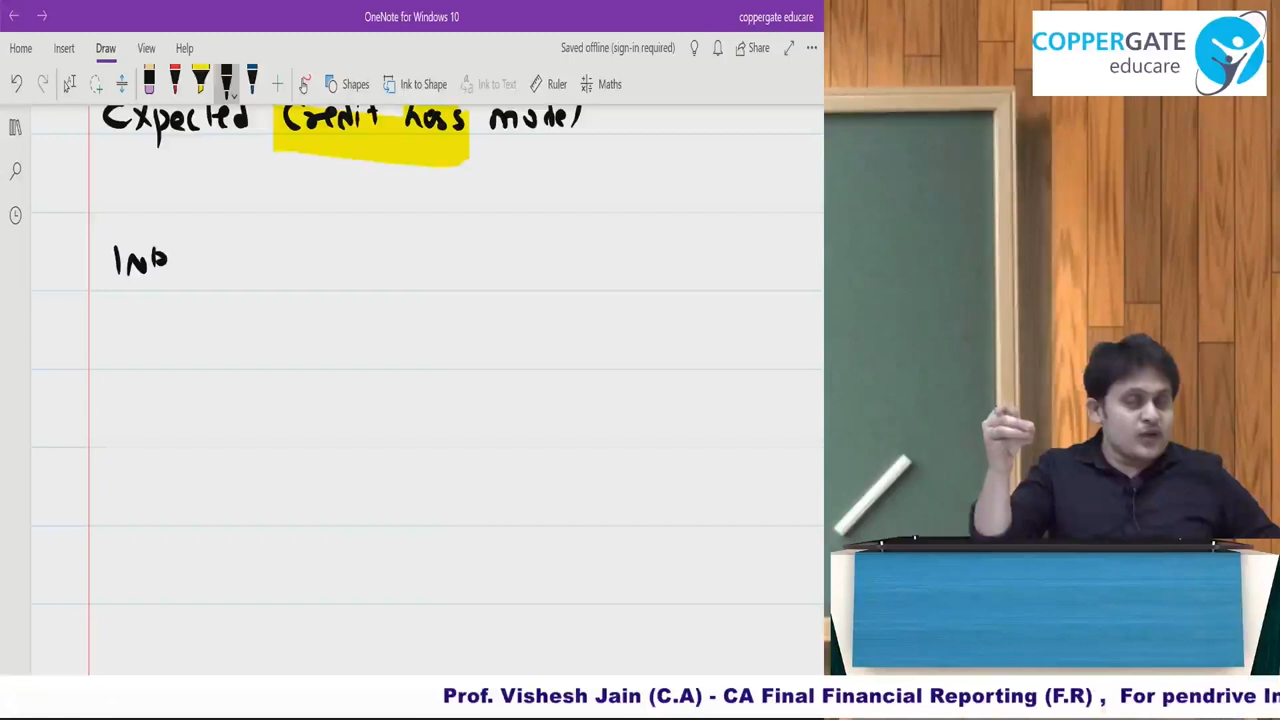 OneNote for Windows 10
coppergate educare
Home Insert Draw View Help
Saved offline (sign-in required)
Share
Shapes
Ink to Shape
Ink to Text
Ruler
Maths
Expected Credit Loss model
IND
COPPERGATE
educare
Prof. Vishesh Jain (C.A) - CA Final Financial Reporting (F.R) , For pendrive In